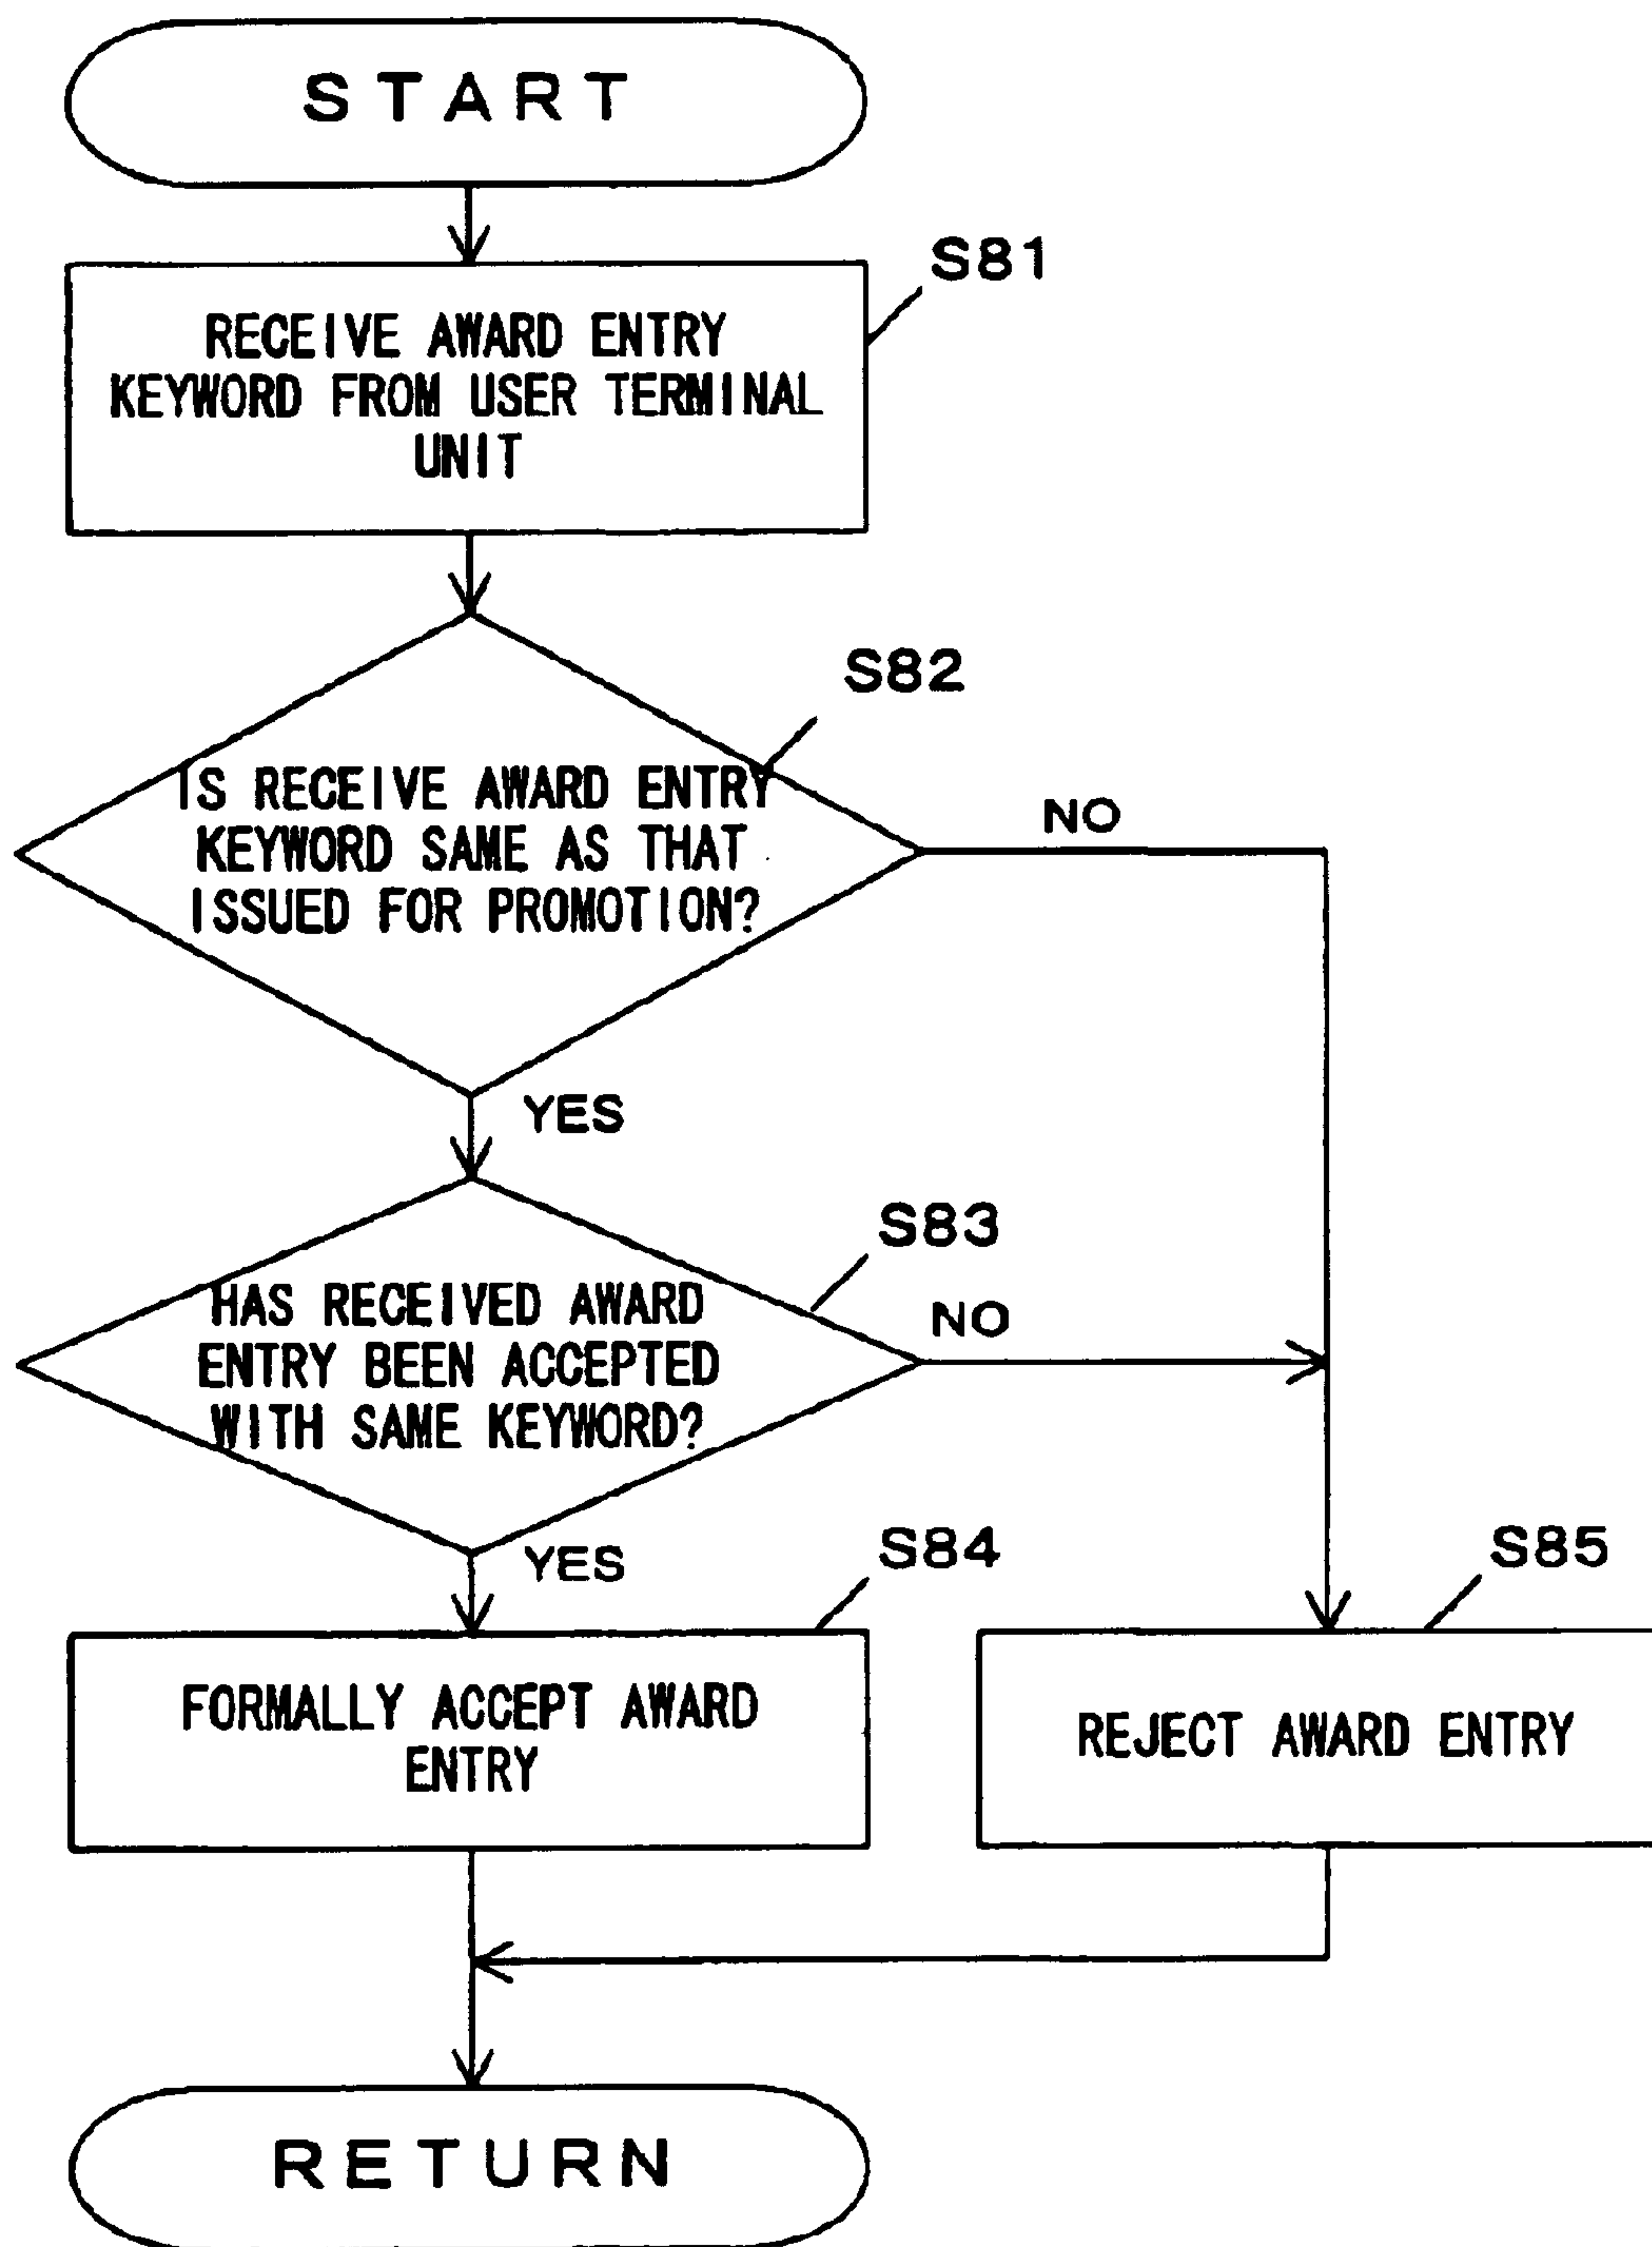 START
S81
RECEIVE AWARD ENTRY
KEYWORD FROM USER TERMINAL
UNIT
S82
IS RECEIVE AWARD ENTRY
KEYWORD SAME AS THAT
ISSUED FOR PROMOTION?
NO
YES
S83
HAS RECEIVED AWARD
ENTRY BEEN ACCEPTED
WITH SAME KEYWORD?
NO
YES
S84
FORMALLY ACCEPT AWARD
ENTRY
S85
REJECT AWARD ENTRY
RETURN